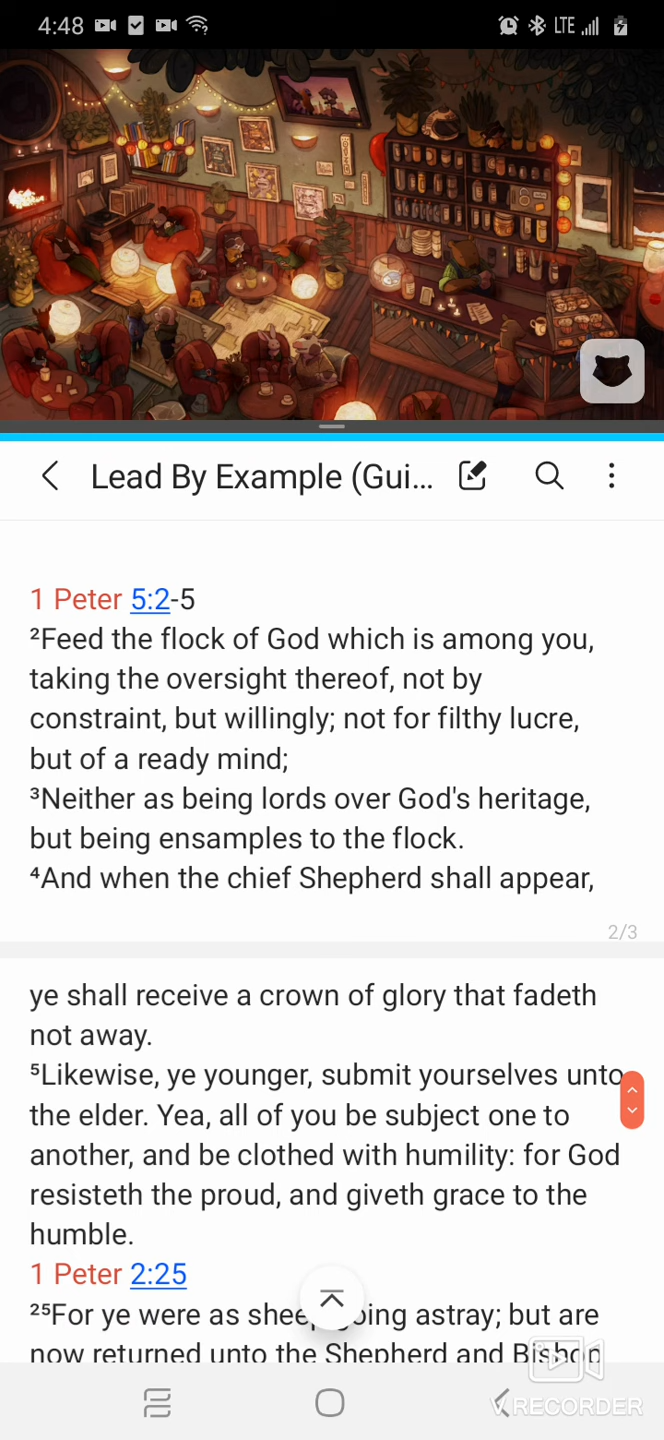 4:48
LTE
Lead By Example (Gui...
1 Peter 5:2-5
²Feed the flock of God which is among you,
taking the oversight thereof, not by
constraint, but willingly; not for filthy lucre,
but of a ready mind;
³Neither as being lords over God's heritage,
but being ensamples to the flock.
⁴And when the chief Shepherd shall appear,
2/3
ye shall receive a crown of glory that fadeth
not away.
⁵Likewise, ye younger, submit yourselves unto
the elder. Yea, all of you be subject one to
another, and be clothed with humility: for God
resisteth the proud, and giveth grace to the
humble.
1 Peter 2:25
²⁵For ye were as going astray; but are
now returned unto the Shepherd and Bishop
V RECORDER